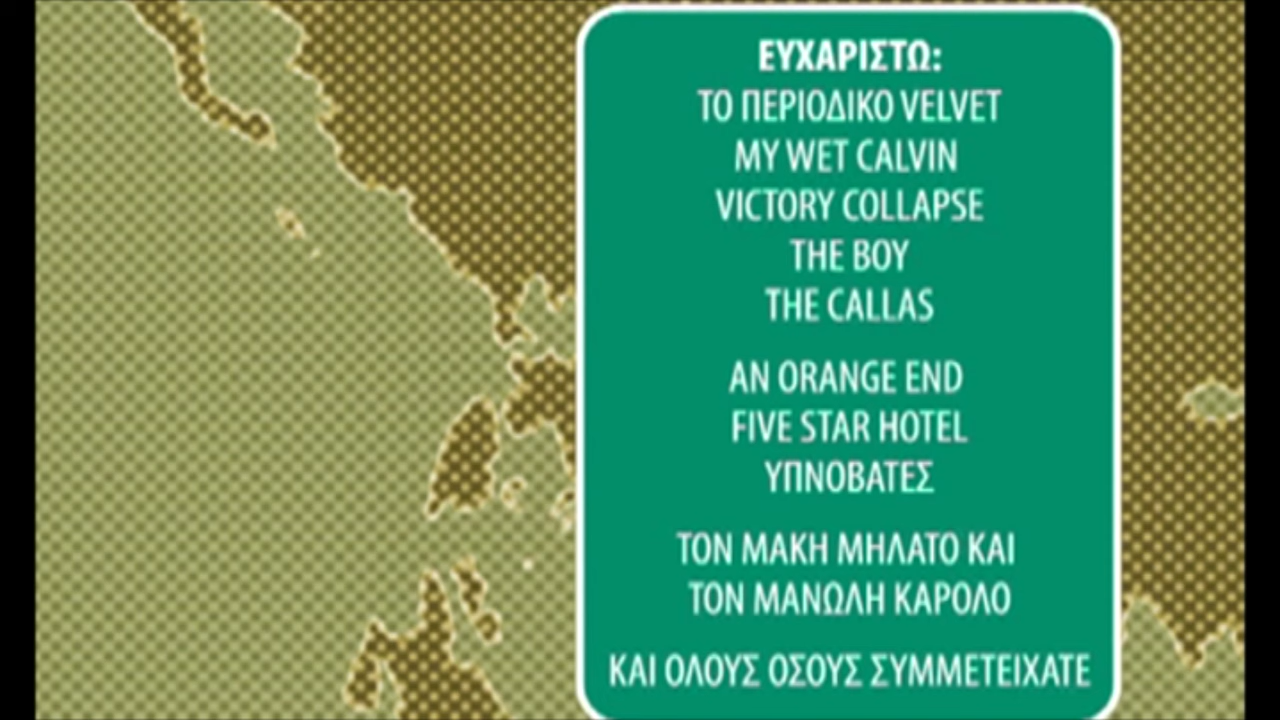 ΕΥΧΑΡΙΣΤΩ:
ΤΟ ΠΕΡΙΟΔΙΚΟ VELVET
MY WET CALVIN
VICTORY COLLAPSE
THE BOY
THE CALLAS
AN ORANGE END
FIVE STAR HOTEL
ΥΠΝΟΒΑΤΕΣ
ΤΟΝ ΜΑΚΗ ΜΗΛΑΤΟ ΚΑΙ
ΤΟΝ ΜΑΝΩΛΗ ΚΑΡΟΛΟ
ΚΑΙ ΟΛΟΥΣ ΟΣΟΥΣ ΣΥΜΜΕΤΕΙΧΑΤΕ